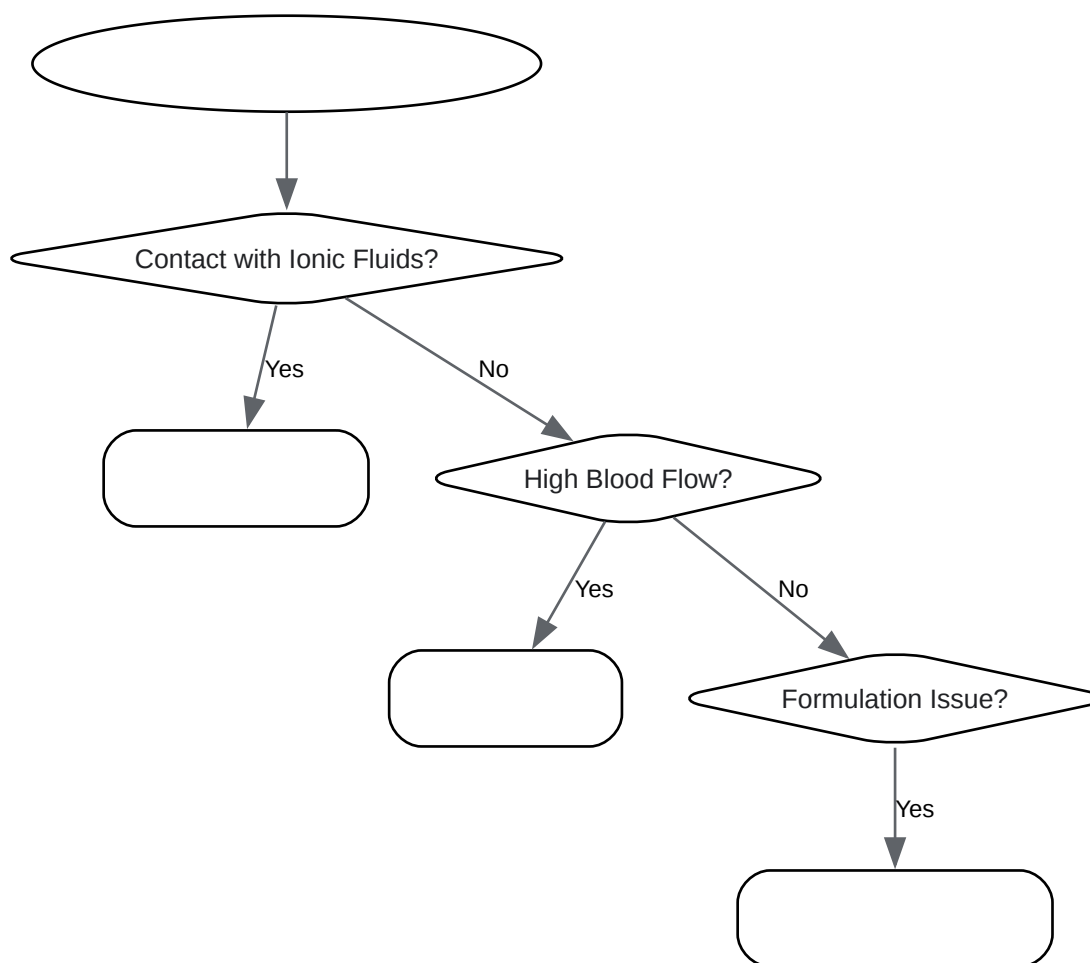 Contact with Ionic Fluids?
Yes
No
High Blood Flow?
Yes
No
Formulation Issue?
Yes